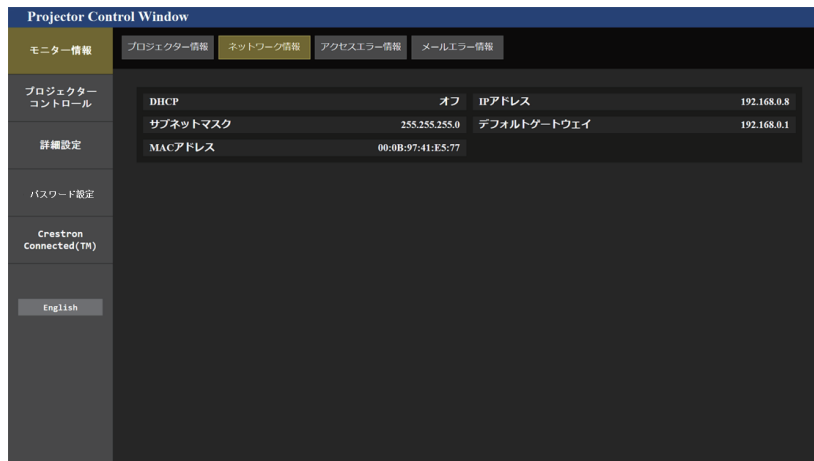 Projector Control Window
モニター情報
プロジェクター情報 ネットワーク情報 アクセスエラー情報 メールエラー情報
プロジェクター
コントロール
詳細設定
パスワード設定
Crestron
Connected(TM)
English
DHCP オフ IPアドレス 192.168.0.8
サブネットマスク 255.255.255.0 デフォルトゲートウェイ 192.168.0.1
MACアドレス 00:0B:97:41:E5:77